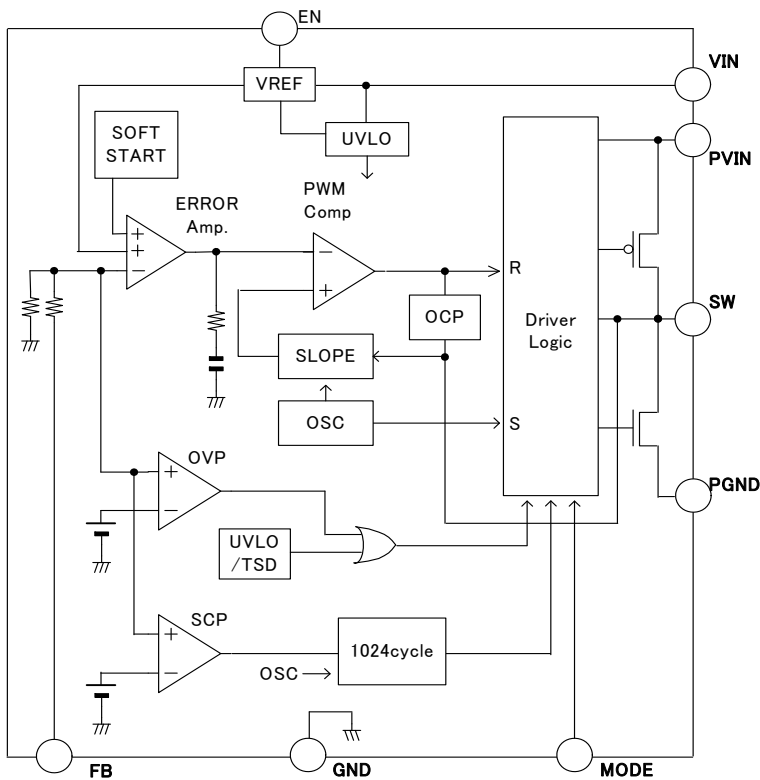 EN
VIN
VREF
SOFT
START
UVLO
PVIN
PWM
Comp
ERROR
Amp.
+
+
−
−
+
R
OCP
Driver
Logic
SW
SLOPE
OSC
S
OVP
+
−
PGND
UVLO
/TSD
SCP
+
−
1024cycle
OSC
FB
GND
MODE